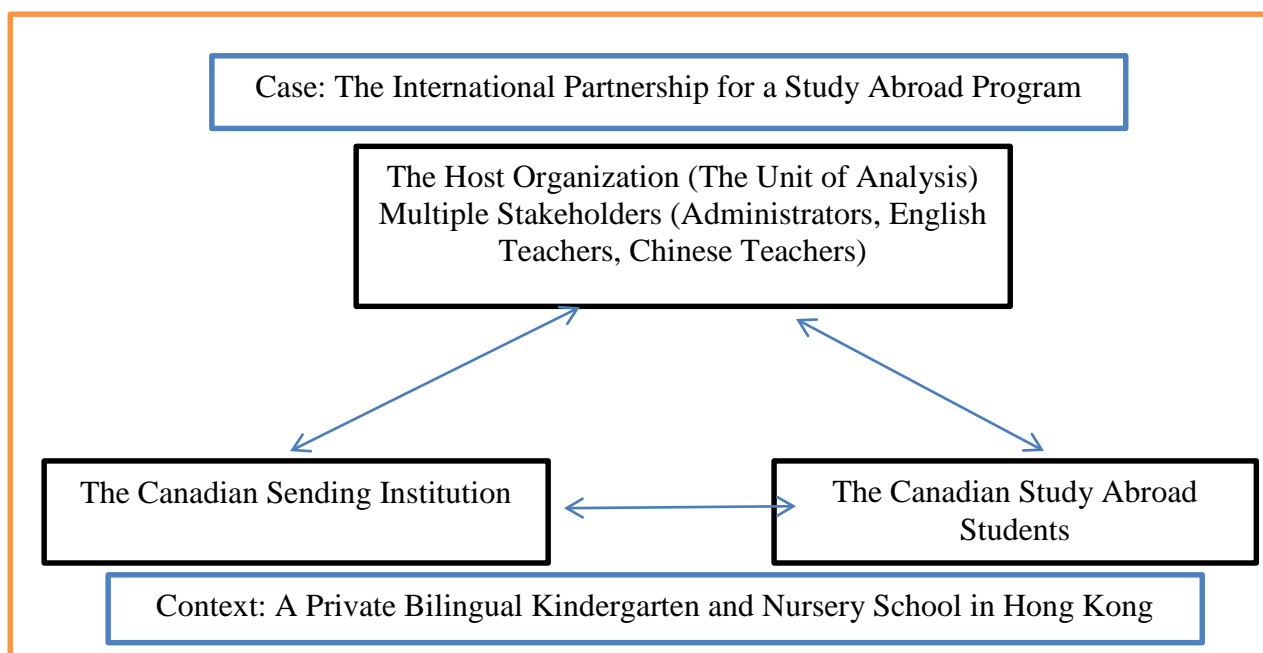 Case: The International Partnership for a Study Abroad Program
The Host Organization (The Unit of Analysis)
Multiple Stakeholders (Administrators, English
Teachers, Chinese Teachers)
The Canadian Sending Institution
The Canadian Study Abroad
Students
Context: A Private Bilingual Kindergarten and Nursery School in Hong Kong